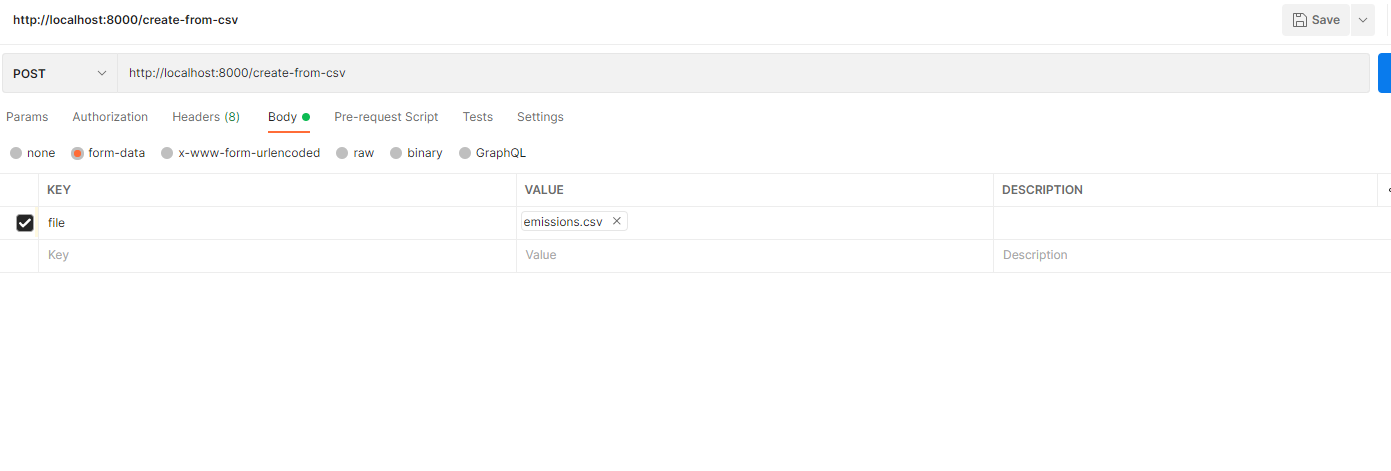 http://localhost:8000/create-from-csv
Save
POST
http://localhost:8000/create-from-csv
Params Authorization Headers (8) Body Pre-request Script Tests Settings
none form-data x-www-form-urlencoded raw binary GraphQL
KEY VALUE DESCRIPTION
file emissions.csv
Key Value Description